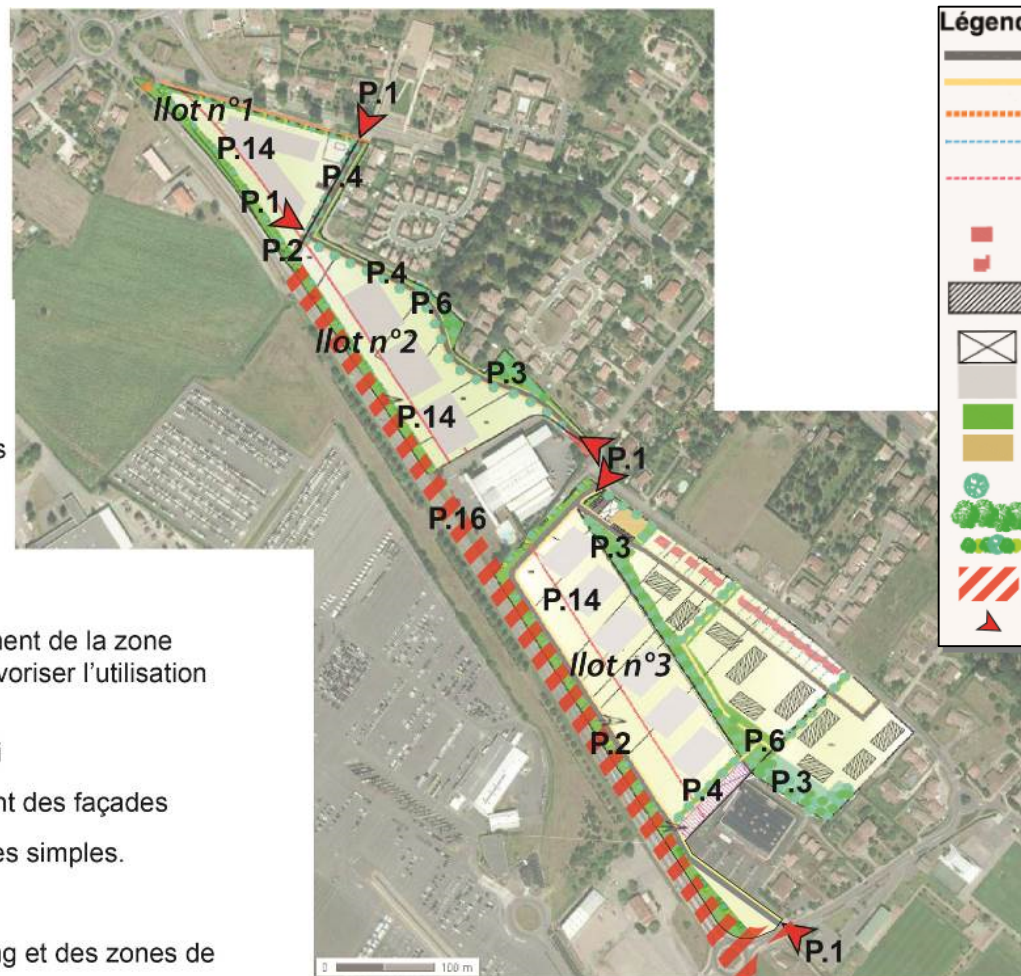 Légend
P.1
Ilot n°1
P.14
P.4
P.1
P.2
P.4
P.6
Ilot n°2
P.3
P.14
s
P.1
P.16
P.3
P.14
ment de la zone
voriser l'utilisation
Ilot n°3
i
P.2
P.6
P.3
P.4
nt des façades
es simples.
P.1
ng et des zones de
0 100 m